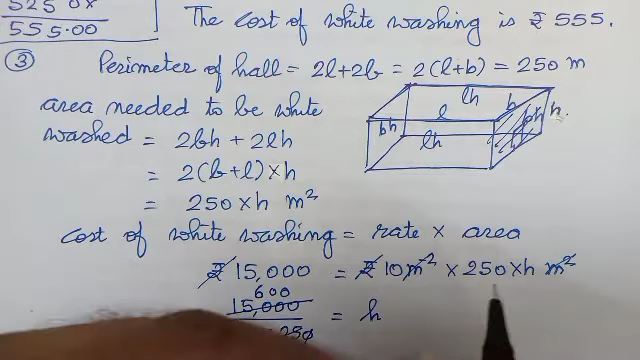 525 0x
555.00
The cost of white washing is ₹ 555.
③ Perimeter of hall = 2l+2b = 2(l+b) = 250 m
area needed to be white
washed = 2bh + 2lh
= 2(b+l) × h
= 250 × h m²
lh
l
b
h
bh
lh
bh
Cost of white washing = rate × area
₹ 15,000 = ₹ 10 m⁻² × 250 × h m²
600
15,000 = h
250